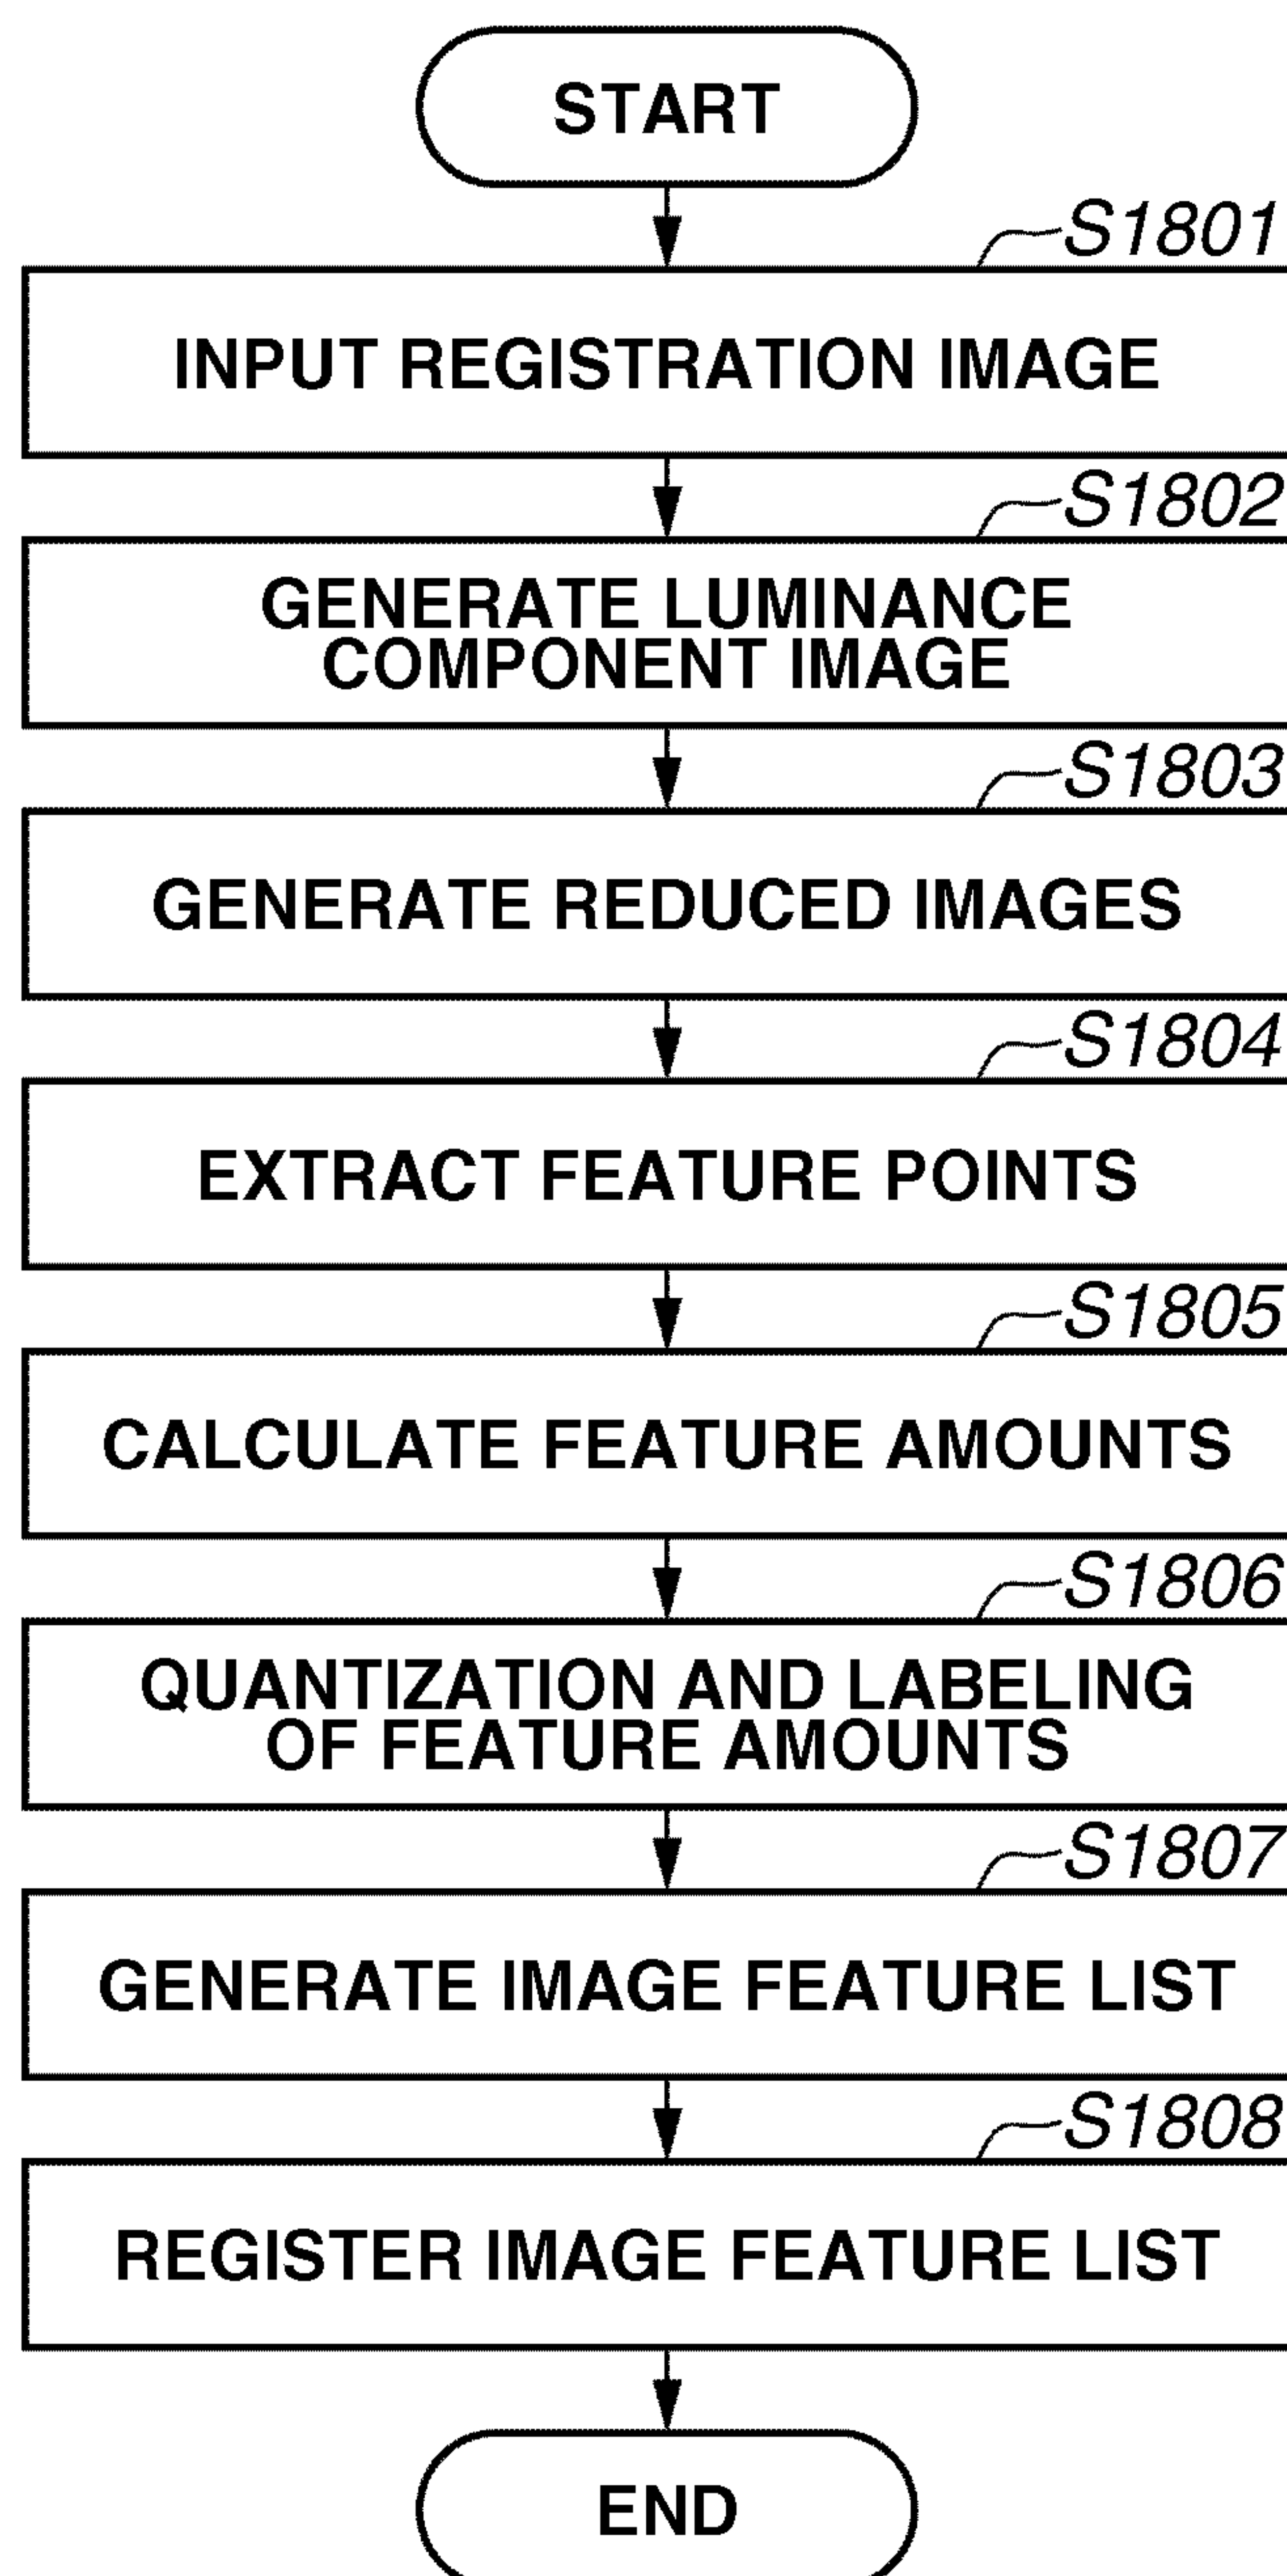 START
S1801
INPUT REGISTRATION IMAGE
S1802
GENERATE LUMINANCE
COMPONENT IMAGE
S1803
GENERATE REDUCED IMAGES
S1804
EXTRACT FEATURE POINTS
S1805
CALCULATE FEATURE AMOUNTS
S1806
QUANTIZATION AND LABELING
OF FEATURE AMOUNTS
S1807
GENERATE IMAGE FEATURE LIST
S1808
REGISTER IMAGE FEATURE LIST
END